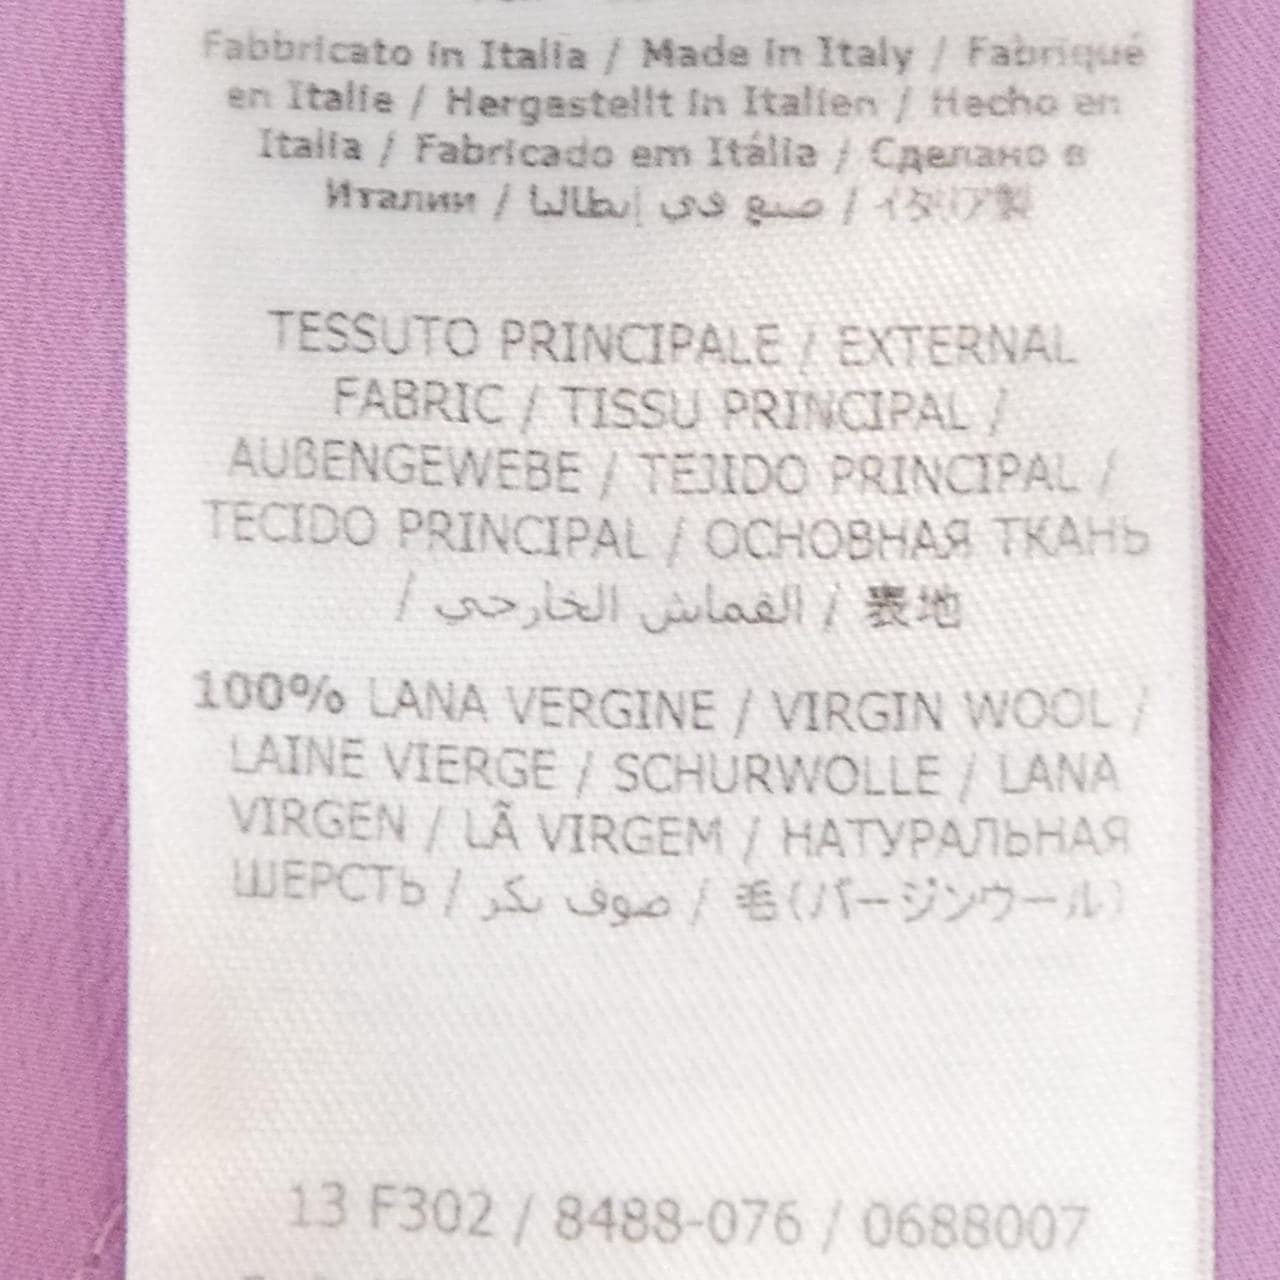 Fabbricato in Italia / Made in Italy / Fabriqué
en Italie / Hergestellt in Italien / Hecho en
Italia / Fabricado em Itália / Сделано в
Италии / صنع في إيطاليا / イタリア製
TESSUTO PRINCIPALE / EXTERNAL
FABRIC / TISSU PRINCIPAL /
AUßENGEWEBE / TEJIDO PRINCIPAL /
TECIDO PRINCIPAL / ОСНОВНАЯ ТКАНЬ
/ القماش الخارجي / 表地
100% LANA VERGINE / VIRGIN WOOL /
LAINE VIERGE / SCHURWOLLE / LANA
VIRGEN / LÃ VIRGEM / НАТУРАЛЬНАЯ
ШЕРСТЬ / صوف بكر / 毛(バージンウール)
13 F302 / 8488-076 / 0688007